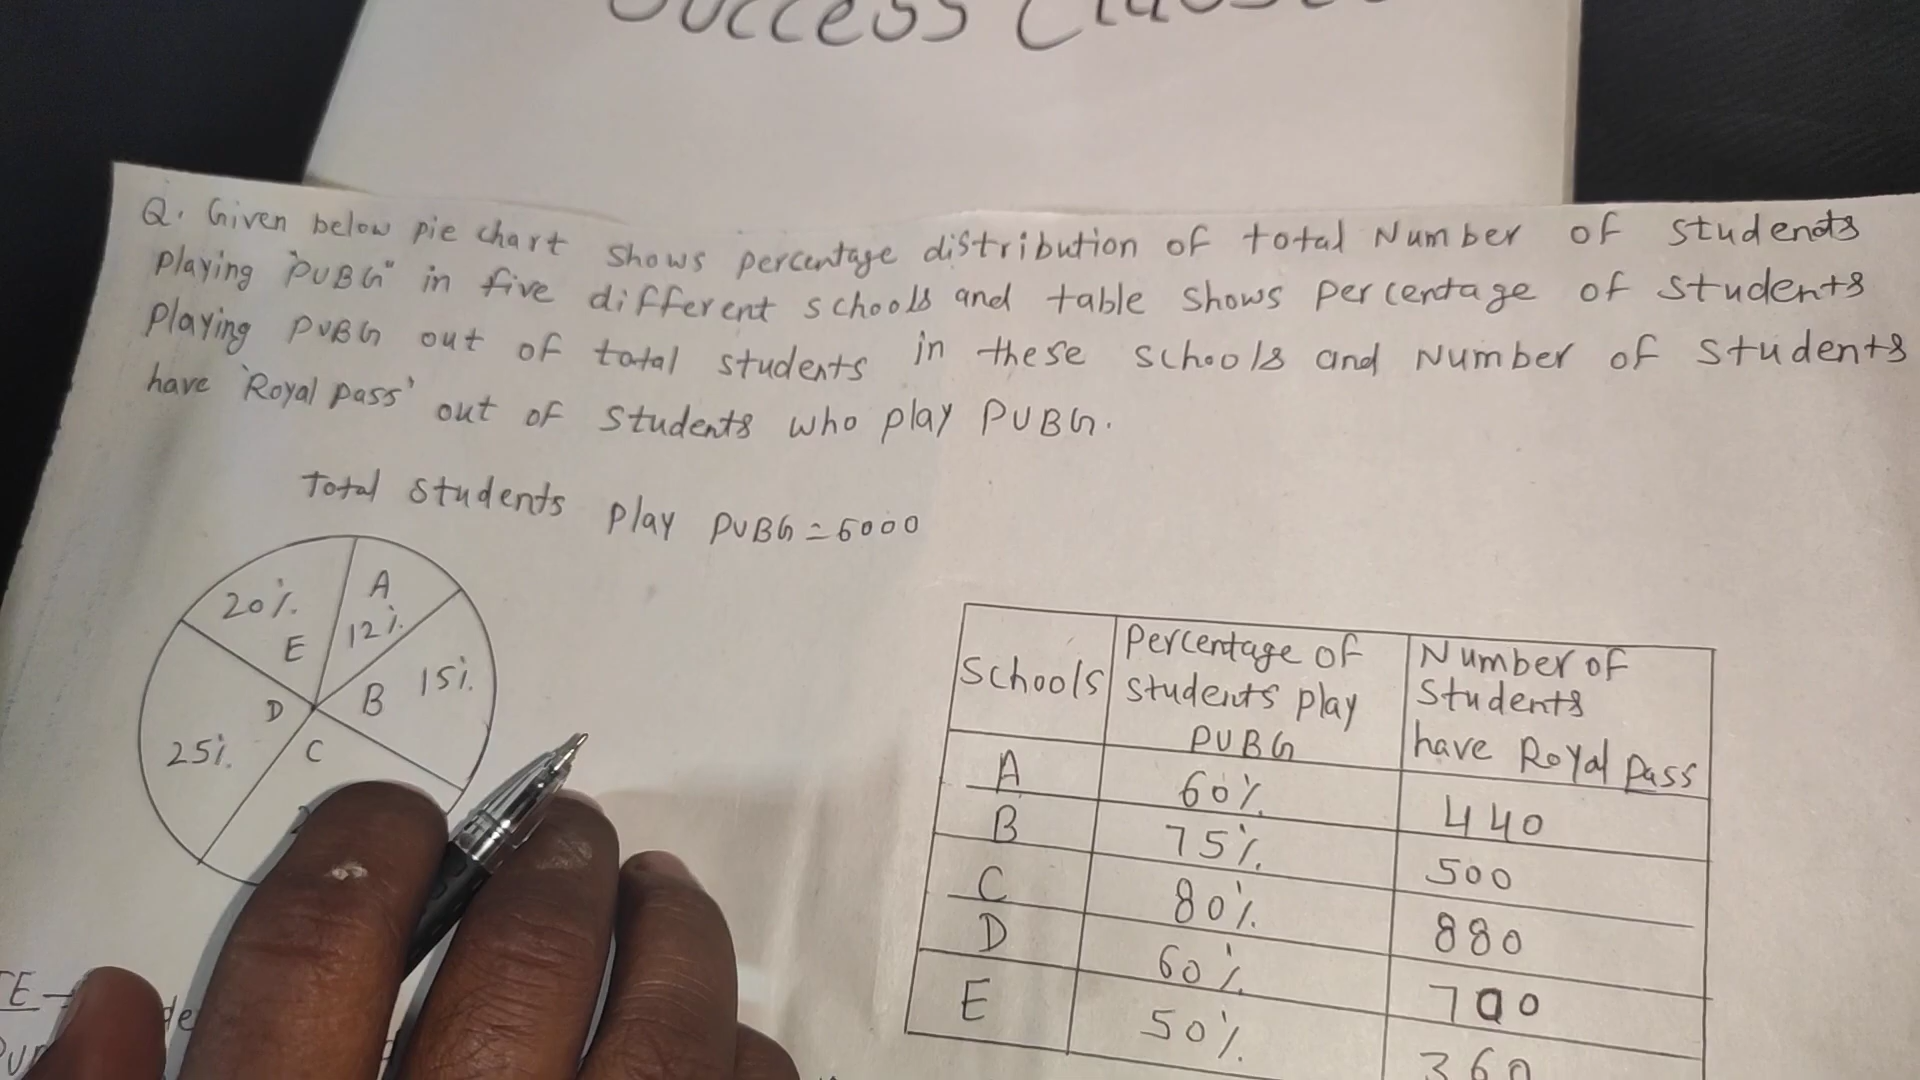 Success
Q. Given below pie chart shows percentage distribution of total Number of students
playing "PUBG" in five different schools and table shows percentage of students
playing PUBG out of total students in these schools and Number of students
have 'Royal pass' out of students who play PUBG.
Total students play PUBG = 6000
20%
E
A
12%
B
15%
D
25%
C
Schools
Percentage of
students play
PUBG
Number of
students
have Royal Pass
A 60% 440
B 75% 500
C 80% 880
D 60% 700
E 50% 360